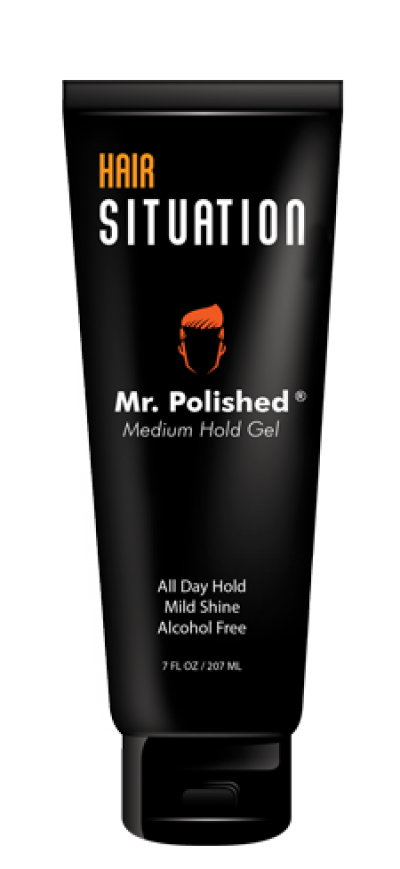 HAIR
SITUATION
Mr. Polished ®
Medium Hold Gel
All Day Hold
Mild Shine
Alcohol Free
7 FL OZ / 207 ML